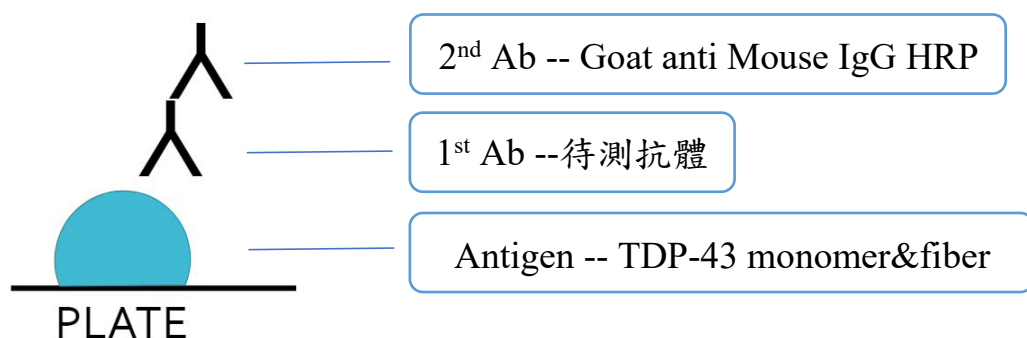 2nd Ab -- Goat anti Mouse IgG HRP
1st Ab --待測抗體
Antigen -- TDP-43 monomer&fiber
PLATE